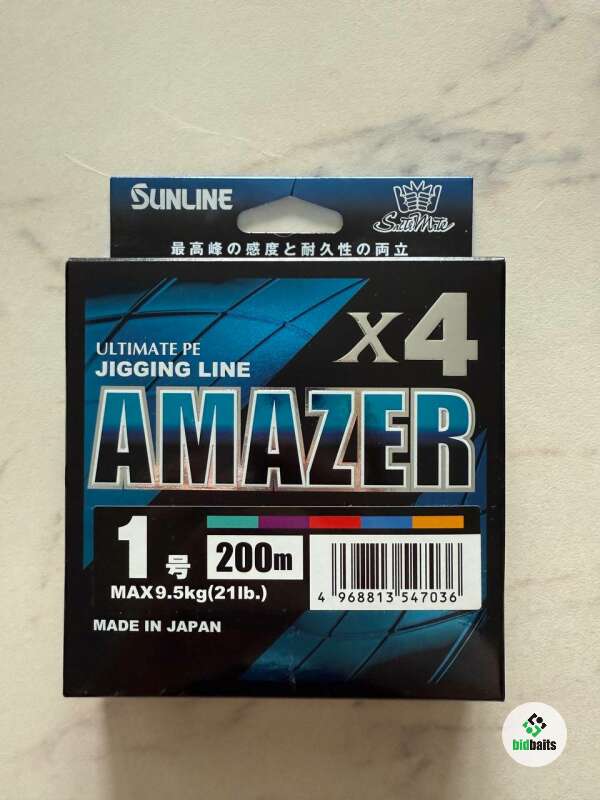 SUNLINE
SaltiMate
最高峰の感度と耐久性の両立
x4
ULTIMATE PE
JIGGING LINE
AMAZER
1号
200m
MAX9.5kg(21lb.)
4 968813 547036
MADE IN JAPAN
bidbaits